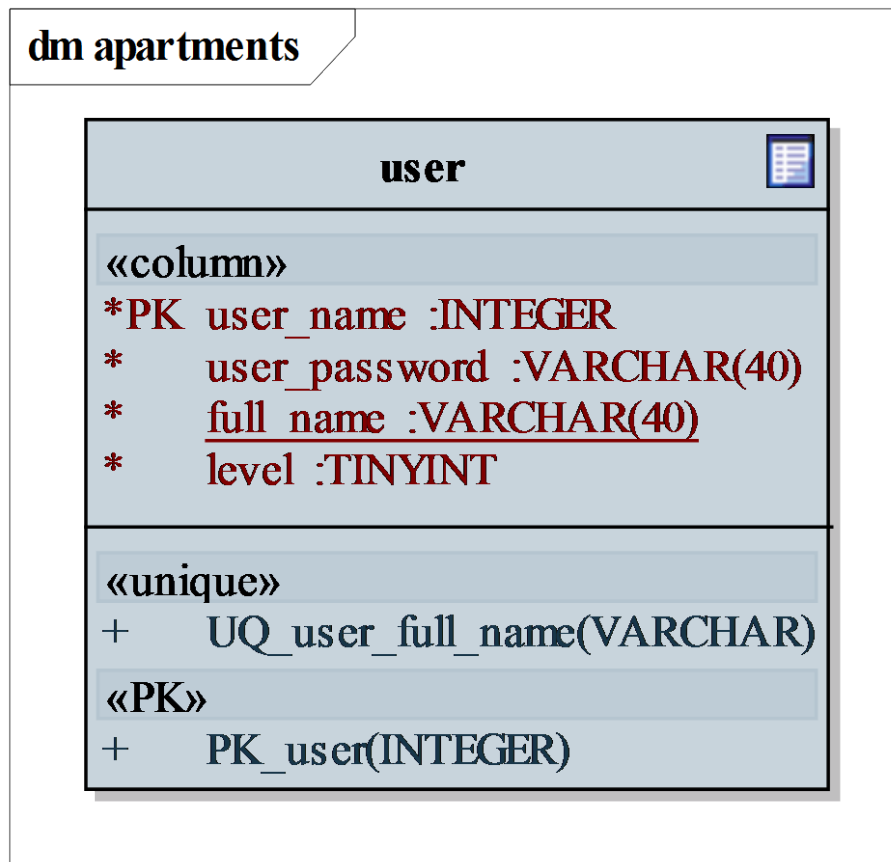 dm apartments
user
«column»
*PK user_name :INTEGER
* user_password :VARCHAR(40)
* full_name :VARCHAR(40)
* level :TINYINT
«unique»
+ UQ_user_full_name(VARCHAR)
«PK»
+ PK_user(INTEGER)